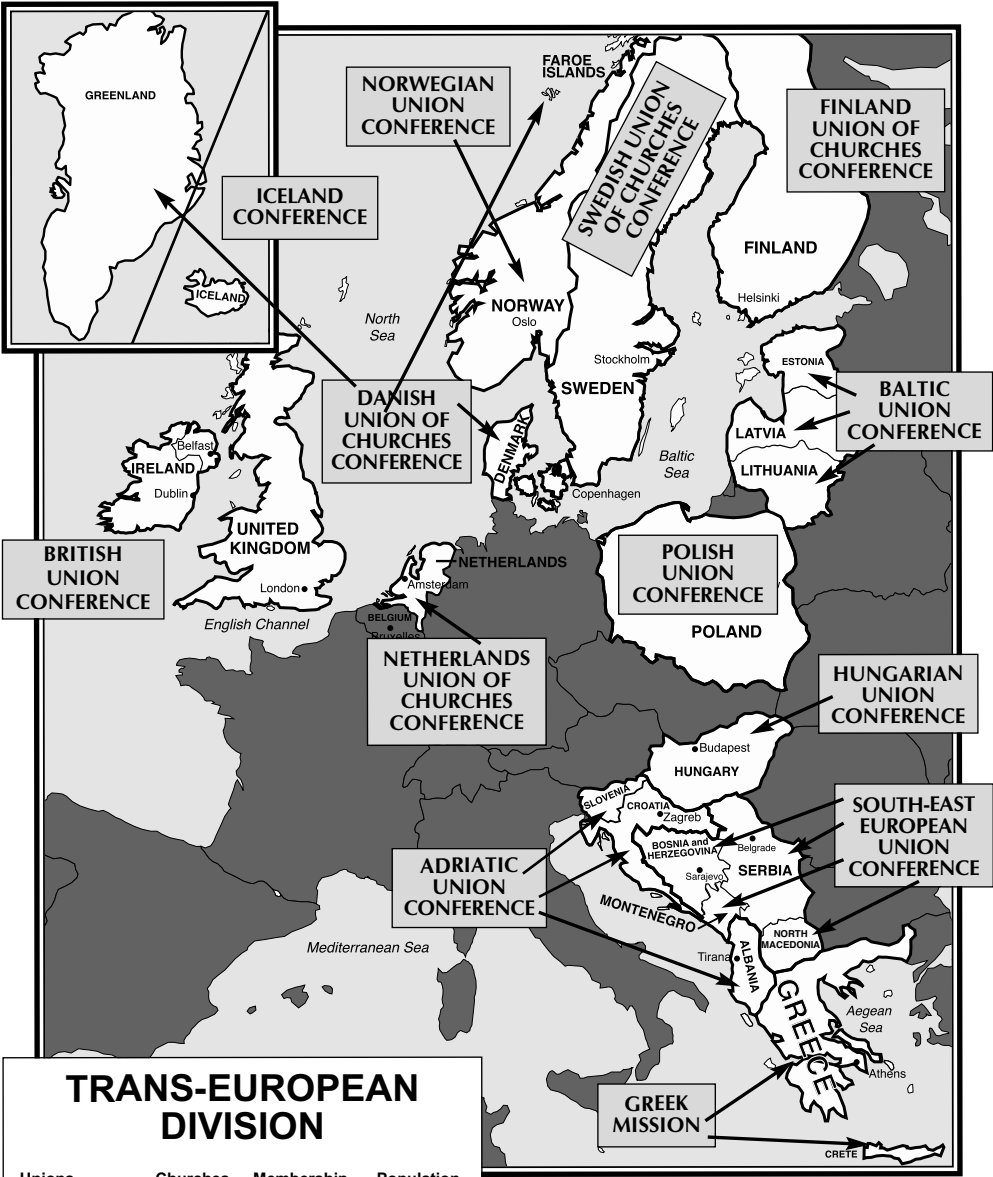 GREENLAND
FAROE
ISLANDS
NORWEGIAN
UNION
CONFERENCE
SWEDISH UNION
OF CHURCHES
CONFERENCE
FINLAND
UNION OF
CHURCHES
CONFERENCE
ICELAND
CONFERENCE
ICELAND
FINLAND
Helsinki
NORWAY
Oslo
North
Sea
Stockholm
SWEDEN
ESTONIA
BALTIC
UNION
CONFERENCE
LATVIA
LITHUANIA
DANISH
UNION OF
CHURCHES
CONFERENCE
DENMARK
Baltic
Sea
Copenhagen
Belfast
IRELAND
Dublin
UNITED
KINGDOM
London
English Channel
BRITISH
UNION
CONFERENCE
NETHERLANDS
Amsterdam
BELGIUM
Bruxelles
NETHERLANDS
UNION OF
CHURCHES
CONFERENCE
POLISH
UNION
CONFERENCE
POLAND
HUNGARIAN
UNION
CONFERENCE
Budapest
HUNGARY
SLOVENIA
CROATIA
Zagreb
BOSNIA and
HERZEGOVINA
Sarajevo
Belgrade
SERBIA
SOUTH-EAST
EUROPEAN
UNION
CONFERENCE
ADRIATIC
UNION
CONFERENCE
MONTENEGRO
NORTH
MACEDONIA
Mediterranean Sea
Tirana
ALBANIA
GREECE
Aegean
Sea
Athens
GREEK
MISSION
CRETE
TRANS-EUROPEAN
DIVISION
Unions Churches Membership Population